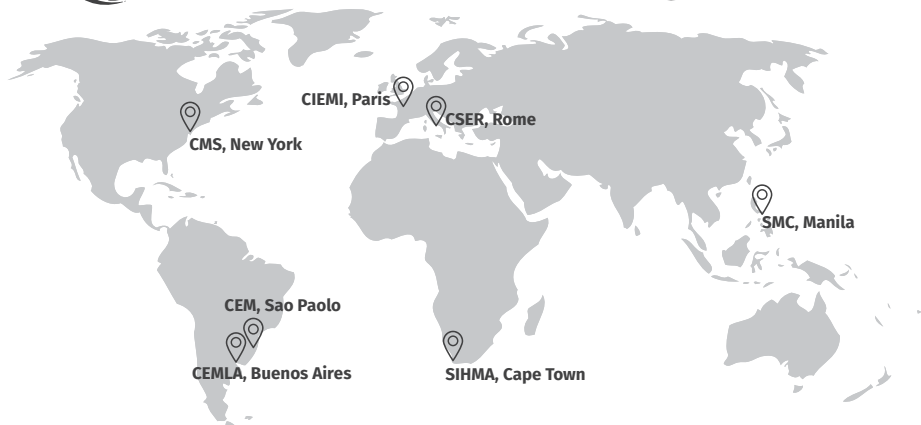 CIEMI, Paris
CSER, Rome
CMS, New York
SMC, Manila
CEM, Sao Paolo
CEMLA, Buenos Aires
SIHMA, Cape Town